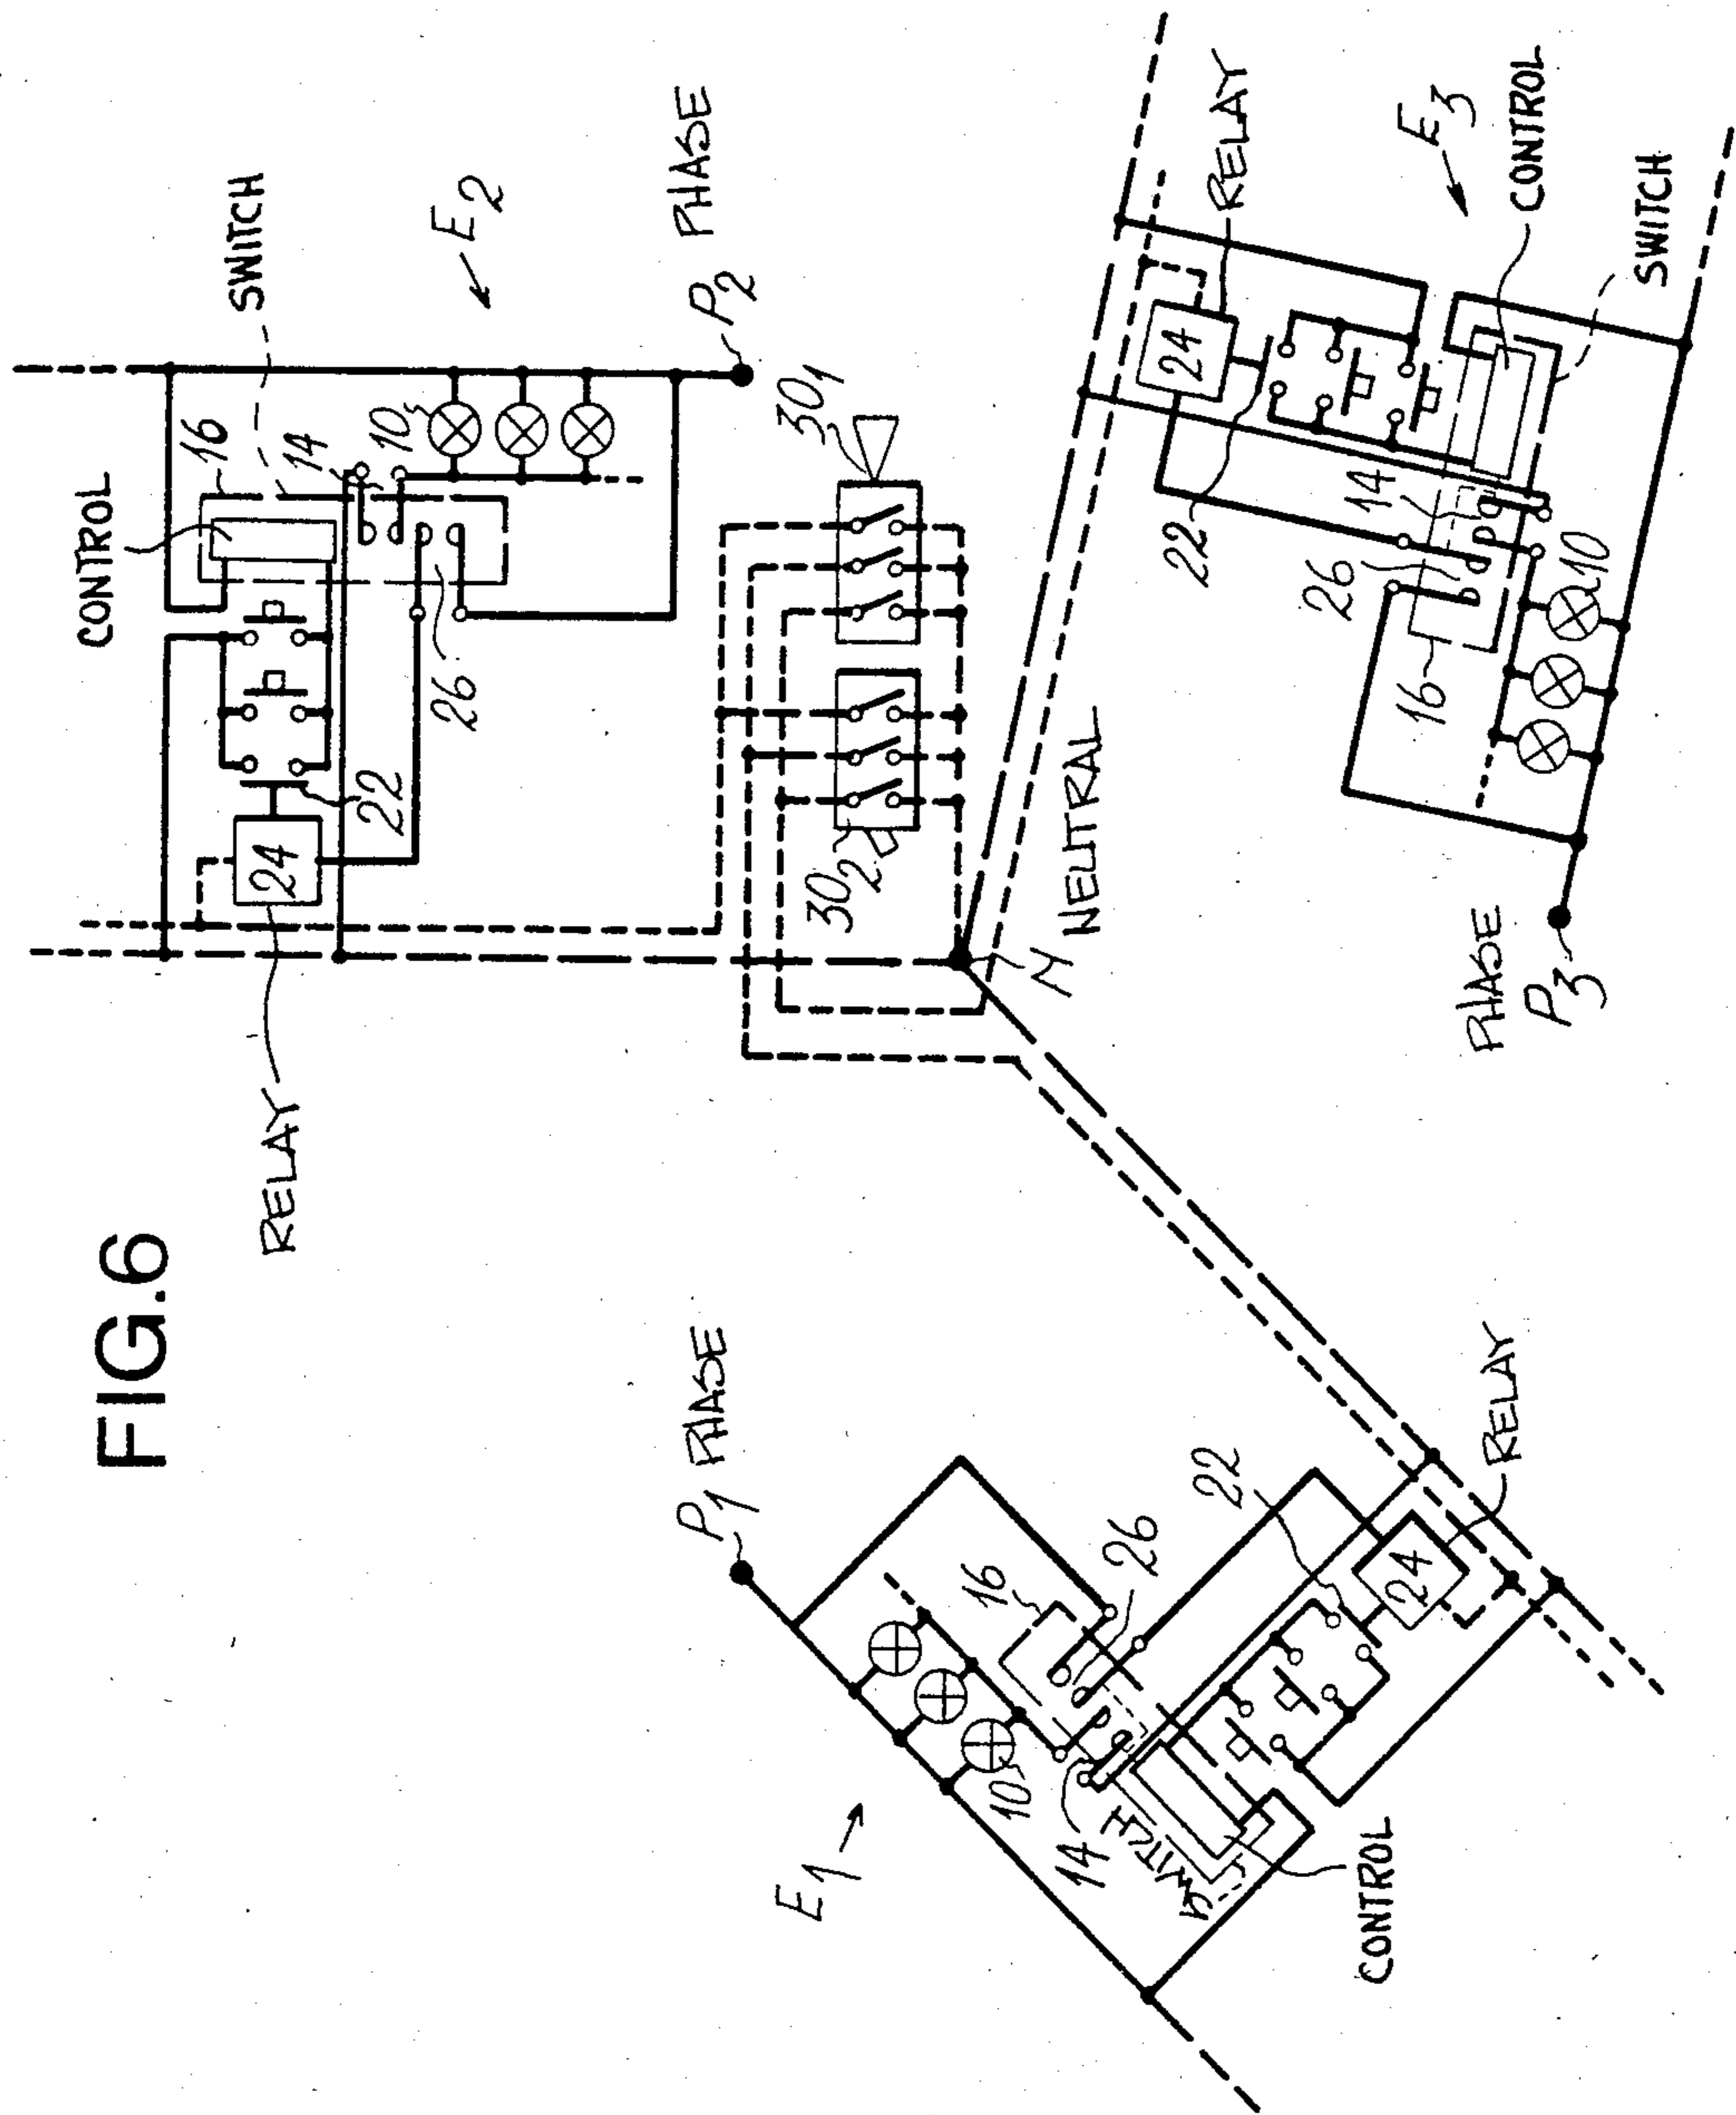 FIG.6
CONTROL
16
SWITCH
14
10
E2
PHASE
P2
22
24
26
RELAY
301
302
M
NEUTRAL
RELAY
24
22
14
26
16
10
E3
CONTROL
SWITCH
PHASE
P3
P1 PHASE
16
26
22
24
RELAY
E1
10
14
SWITCH
CONTROL